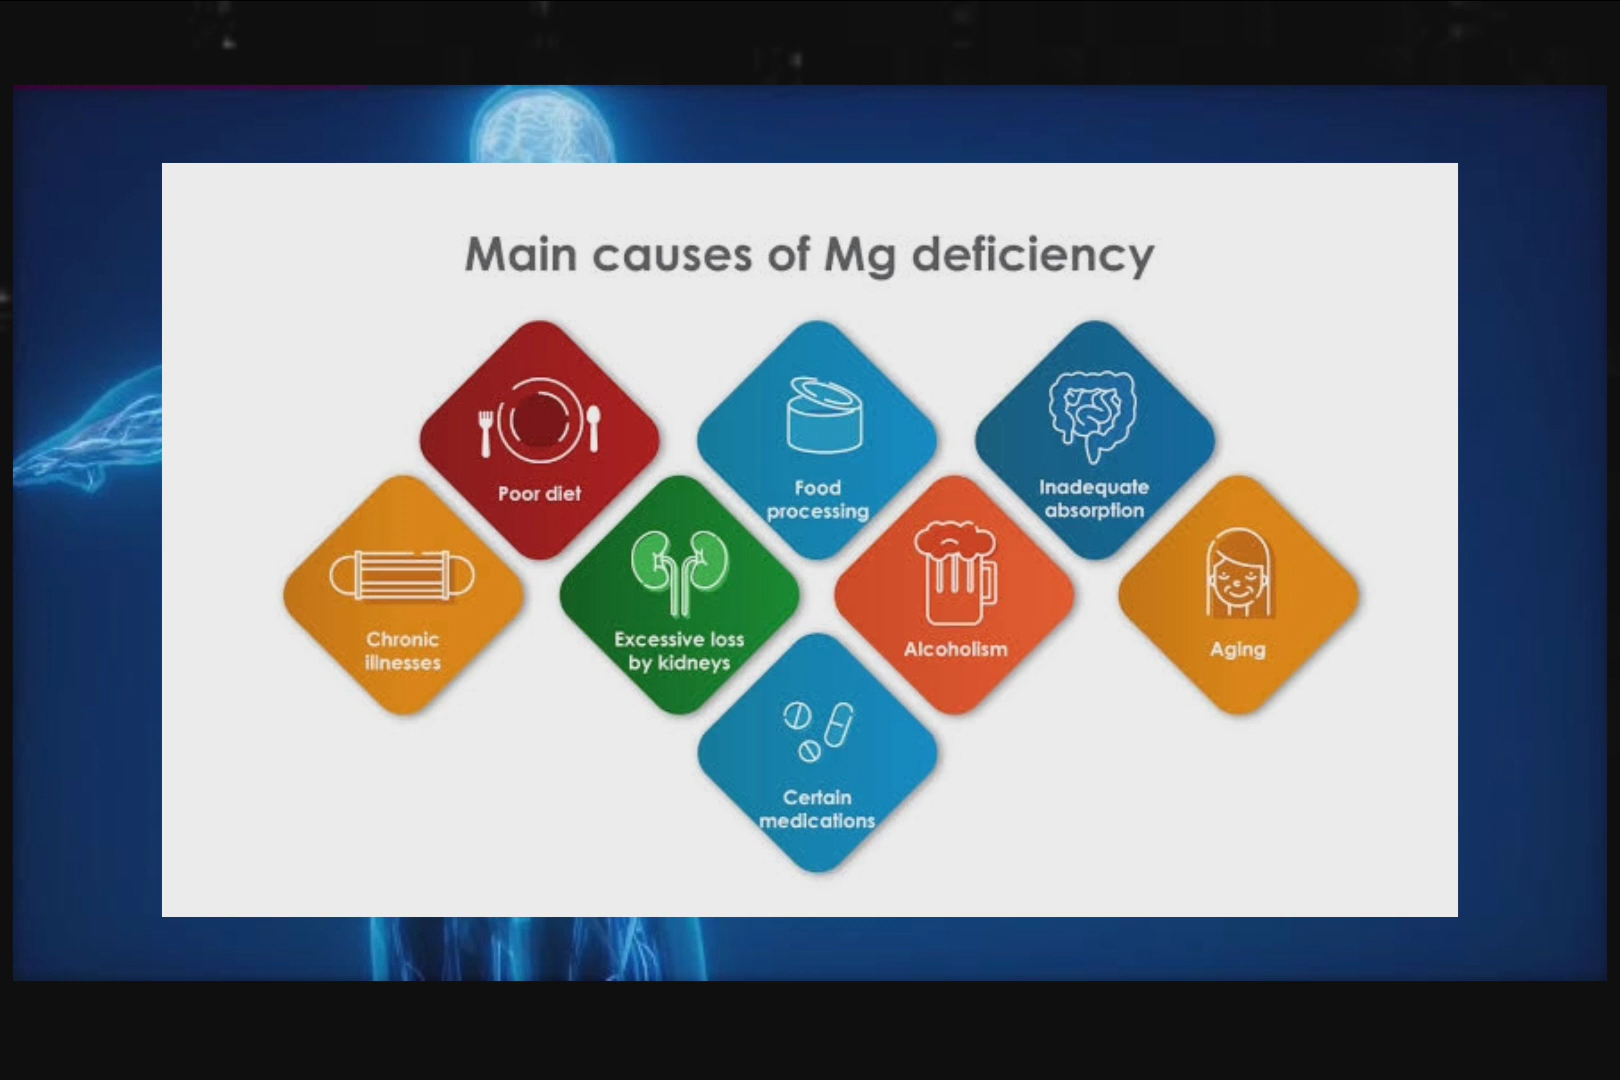 Main causes of Mg deficiency
Poor diet
Food
processing
Inadequate
absorption
Chronic
illnesses
Excessive loss
by kidneys
Alcoholism
Aging
Certain
medications